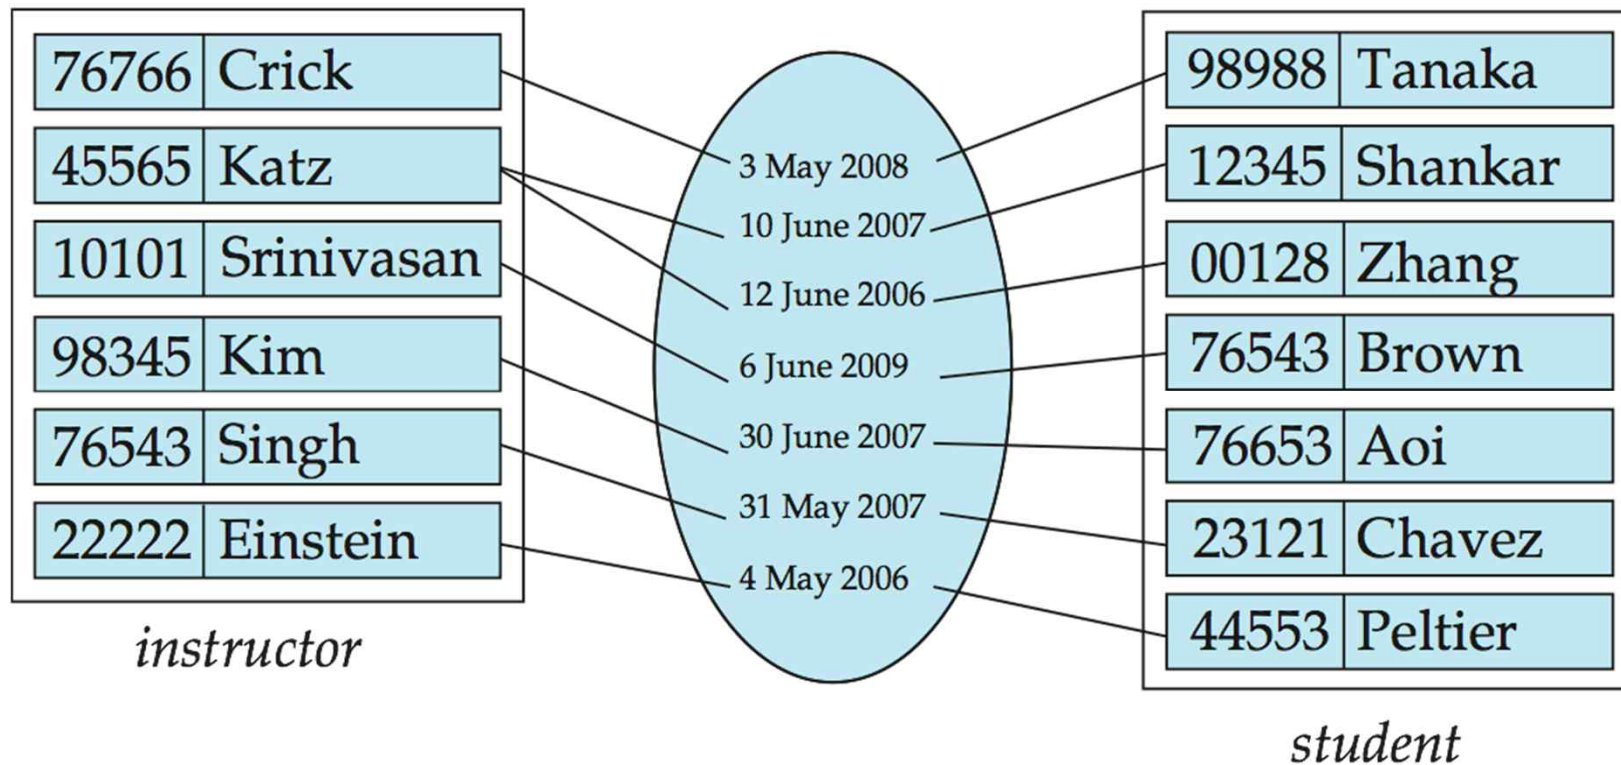 76766 Crick
45565 Katz
10101 Srinivasan
98345 Kim
76543 Singh
22222 Einstein
instructor
3 May 2008
10 June 2007
12 June 2006
6 June 2009
30 June 2007
31 May 2007
4 May 2006
98988 Tanaka
12345 Shankar
00128 Zhang
76543 Brown
76653 Aoi
23121 Chavez
44553 Peltier
student